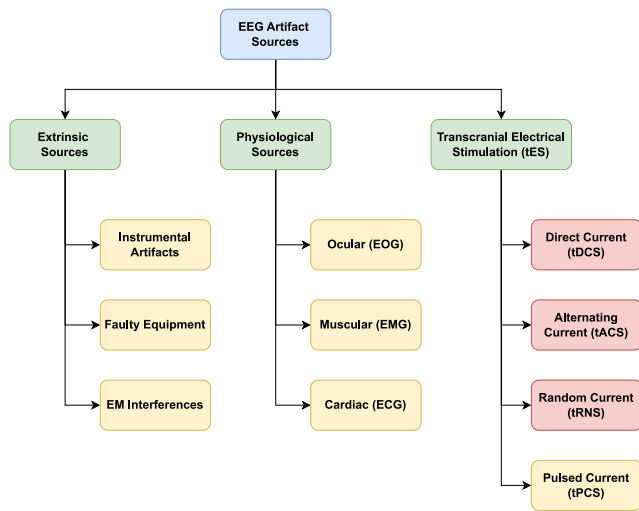 EEG Artifact
Sources
Extrinsic
Sources
Physiological
Sources
Transcranial Electrical
Stimulation (tES)
Instrumental
Artifacts
Faulty Equipment
EM Interferences
Ocular (EOG)
Muscular (EMG)
Cardiac (ECG)
Direct Current
(tDCS)
Alternating
Current (tACS)
Random Current
(tRNS)
Pulsed Current
(tPCS)